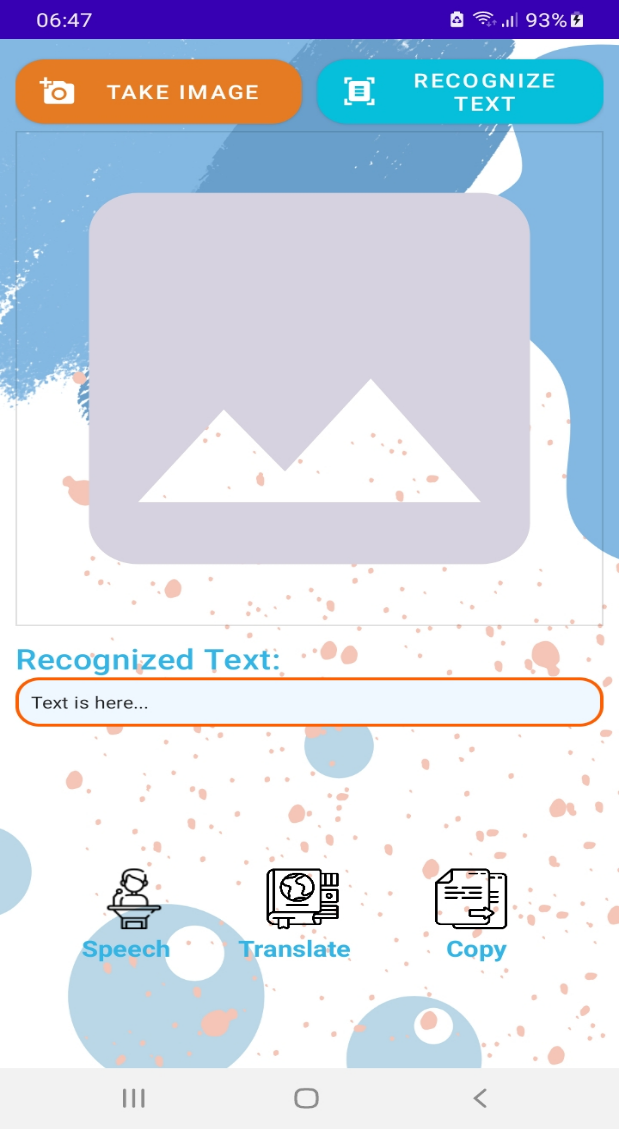 06:47 93%
TAKE IMAGE
RECOGNIZE
TEXT
Recognized Text:
Text is here...
Speech Translate Copy